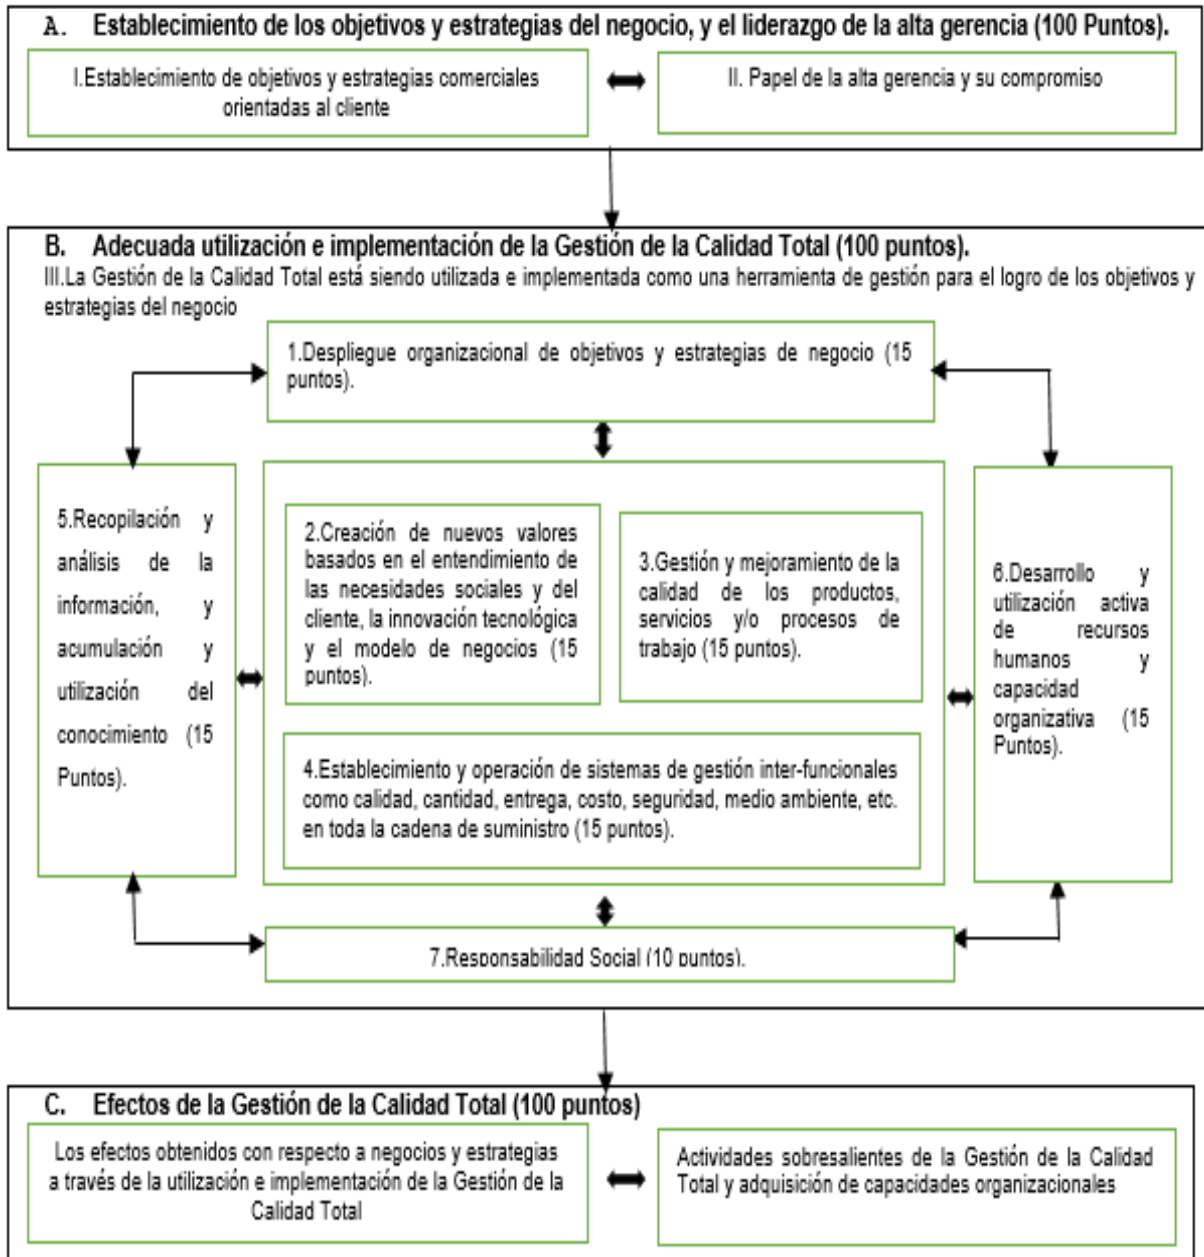 A. Establecimiento de los objetivos y estrategias del negocio, y el liderazgo de la alta gerencia (100 Puntos).
I.Establecimiento de objetivos y estrategias comerciales
orientadas al cliente
II. Papel de la alta gerencia y su compromiso
B. Adecuada utilización e implementación de la Gestión de la Calidad Total (100 puntos).
III.La Gestión de la Calidad Total está siendo utilizada e implementada como una herramienta de gestión para el logro de los objetivos y
estrategias del negocio
1.Despliegue organizacional de objetivos y estrategias de negocio (15
puntos).
5.Recopilación y
análisis de la
información, y
acumulación y
utilización del
conocimiento (15
Puntos).
2.Creación de nuevos valores
basados en el entendimiento de
las necesidades sociales y del
cliente, la innovación tecnológica
y el modelo de negocios (15
puntos).
3.Gestión y mejoramiento de la
calidad de los productos,
servicios y/o procesos de
trabajo (15 puntos).
4.Establecimiento y operación de sistemas de gestión inter-funcionales
como calidad, cantidad, entrega, costo, seguridad, medio ambiente, etc.
en toda la cadena de suministro (15 puntos).
6.Desarrollo y
utilización activa
de recursos
humanos y
capacidad
organizativa (15
Puntos).
7.Responsabilidad Social (10 puntos).
C. Efectos de la Gestión de la Calidad Total (100 puntos)
Los efectos obtenidos con respecto a negocios y estrategias
a través de la utilización e implementación de la Gestión de la
Calidad Total
Actividades sobresalientes de la Gestión de la Calidad
Total y adquisición de capacidades organizacionales